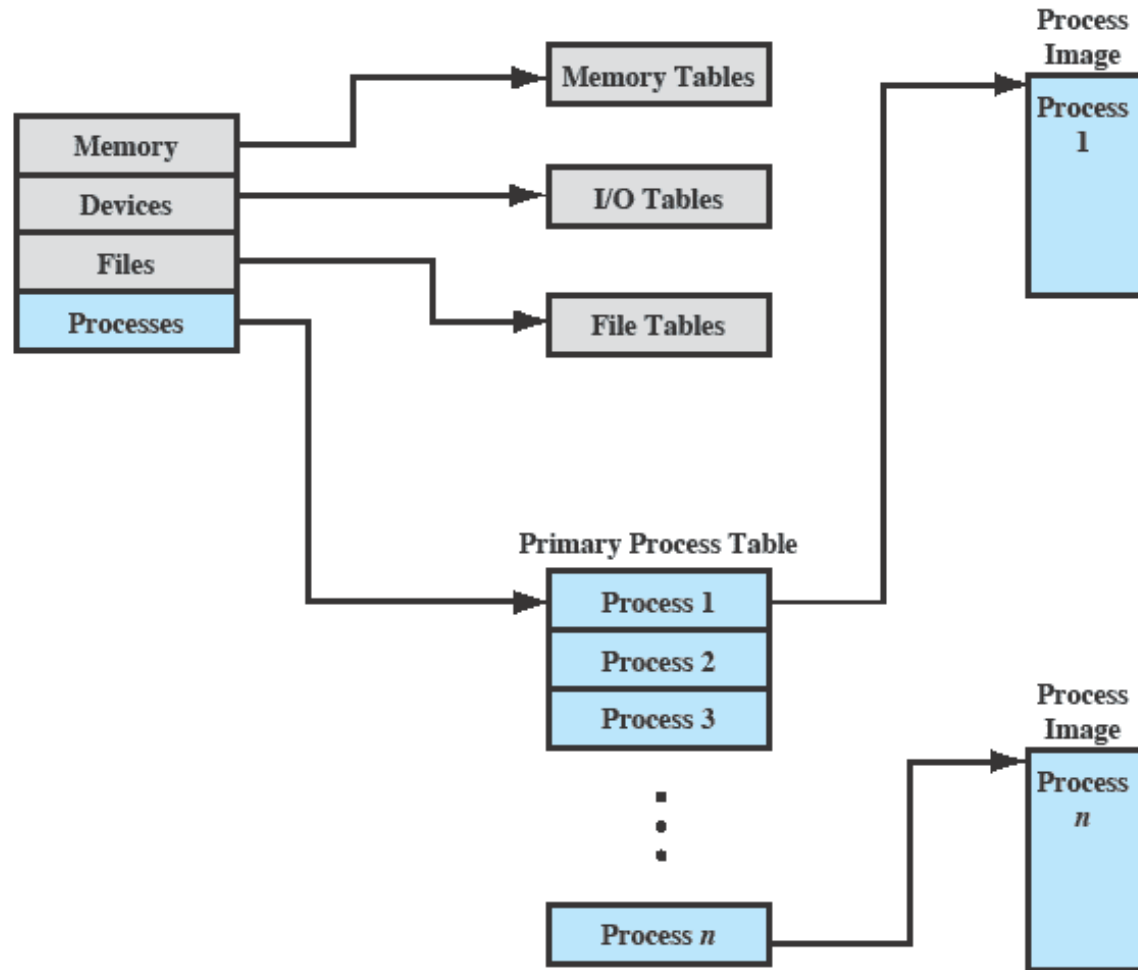 Process
Image
Process
1
Memory Tables
Memory
Devices
Files
Processes
I/O Tables
File Tables
Primary Process Table
Process 1
Process 2
Process 3
Process n
Process
Image
Process
n